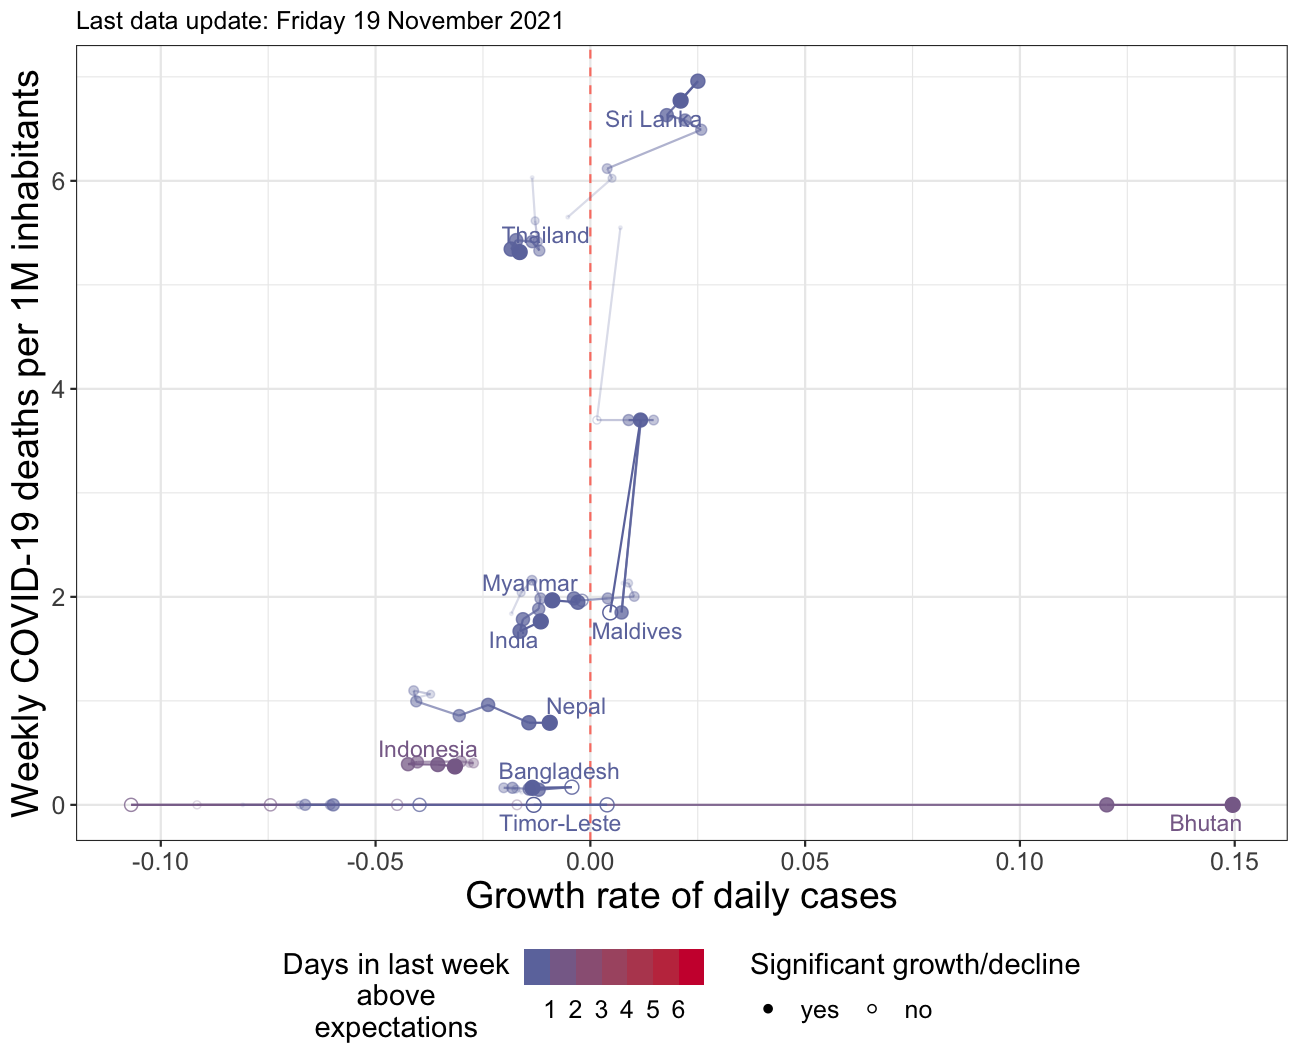 Last data update: Friday 19 November 2021
Weekly COVID-19 deaths per 1M inhabitants
6
4
2
0
Sri Lanka
Thailand
Myanmar
Maldives
India
Nepal
Indonesia
Bangladesh
Timor-Leste
Bhutan
-0.10 -0.05 0.00 0.05 0.10 0.15
Growth rate of daily cases
Days in last week
above
expectations
1 2 3 4 5 6
Significant growth/decline
yes no